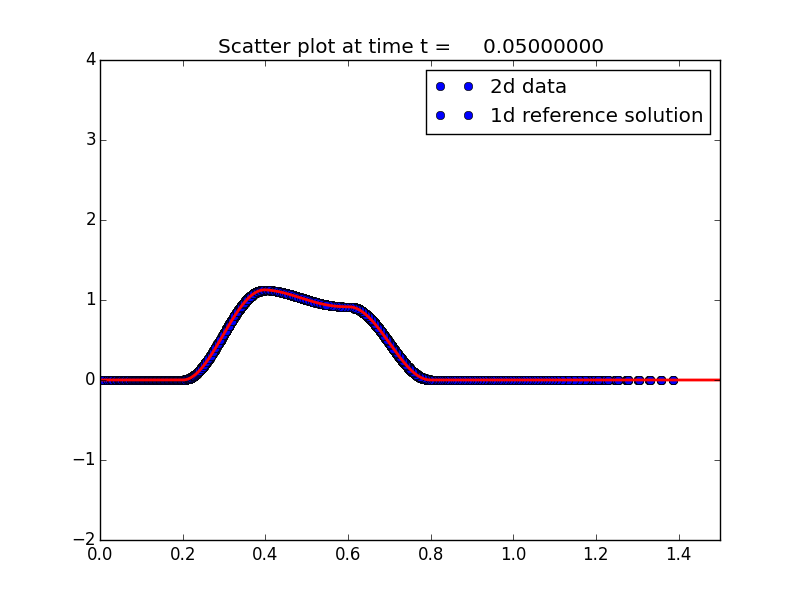 Scatter plot at time t =     0.05000000
4
2d data
1d reference solution
3
2
1
0
−1
−2
0.0 0.2 0.4 0.6 0.8 1.0 1.2 1.4